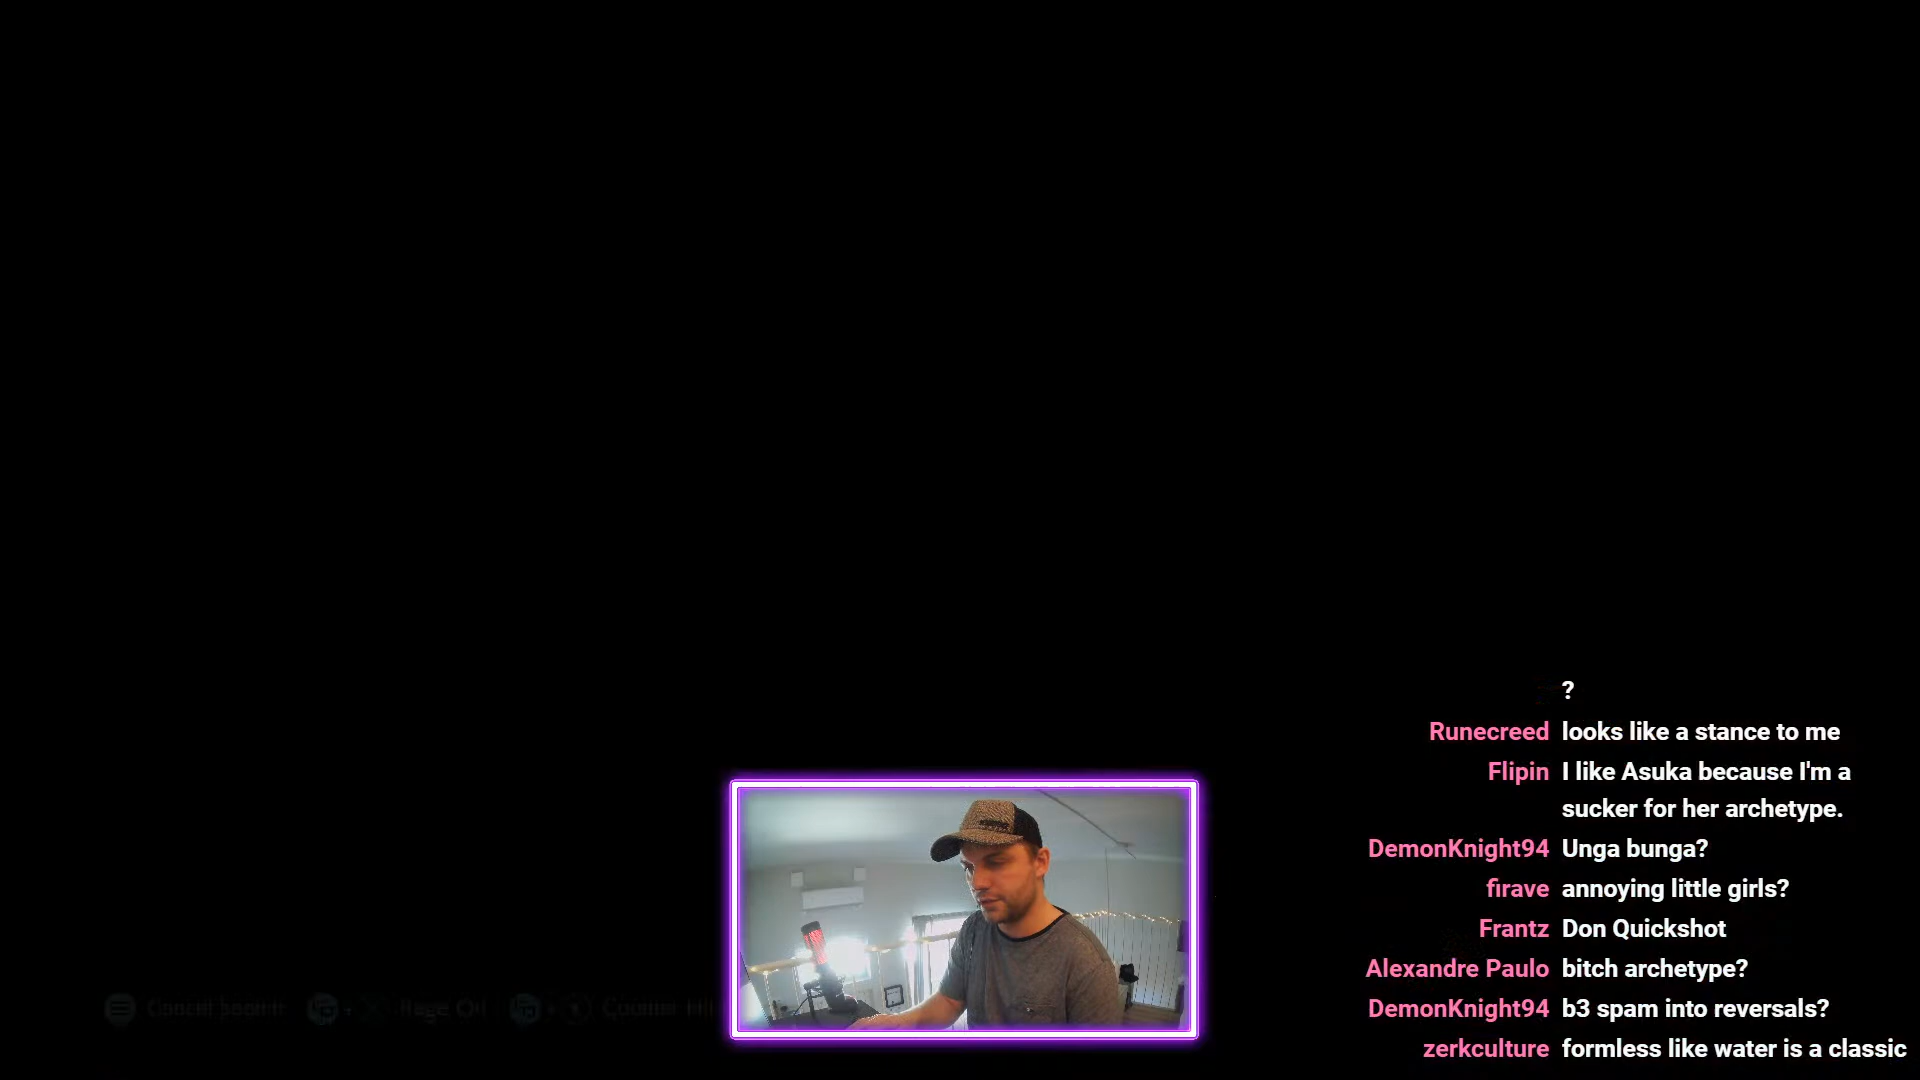 ?
Runecreed looks like a stance to me
Flipin I like Asuka because I'm a
sucker for her archetype.
DemonKnight94 Unga bunga?
firave annoying little girls?
Frantz Don Quickshot
Alexandre Paulo bitch archetype?
DemonKnight94 b3 spam into reversals?
zerkculture formless like water is a classic
Rage
Counter